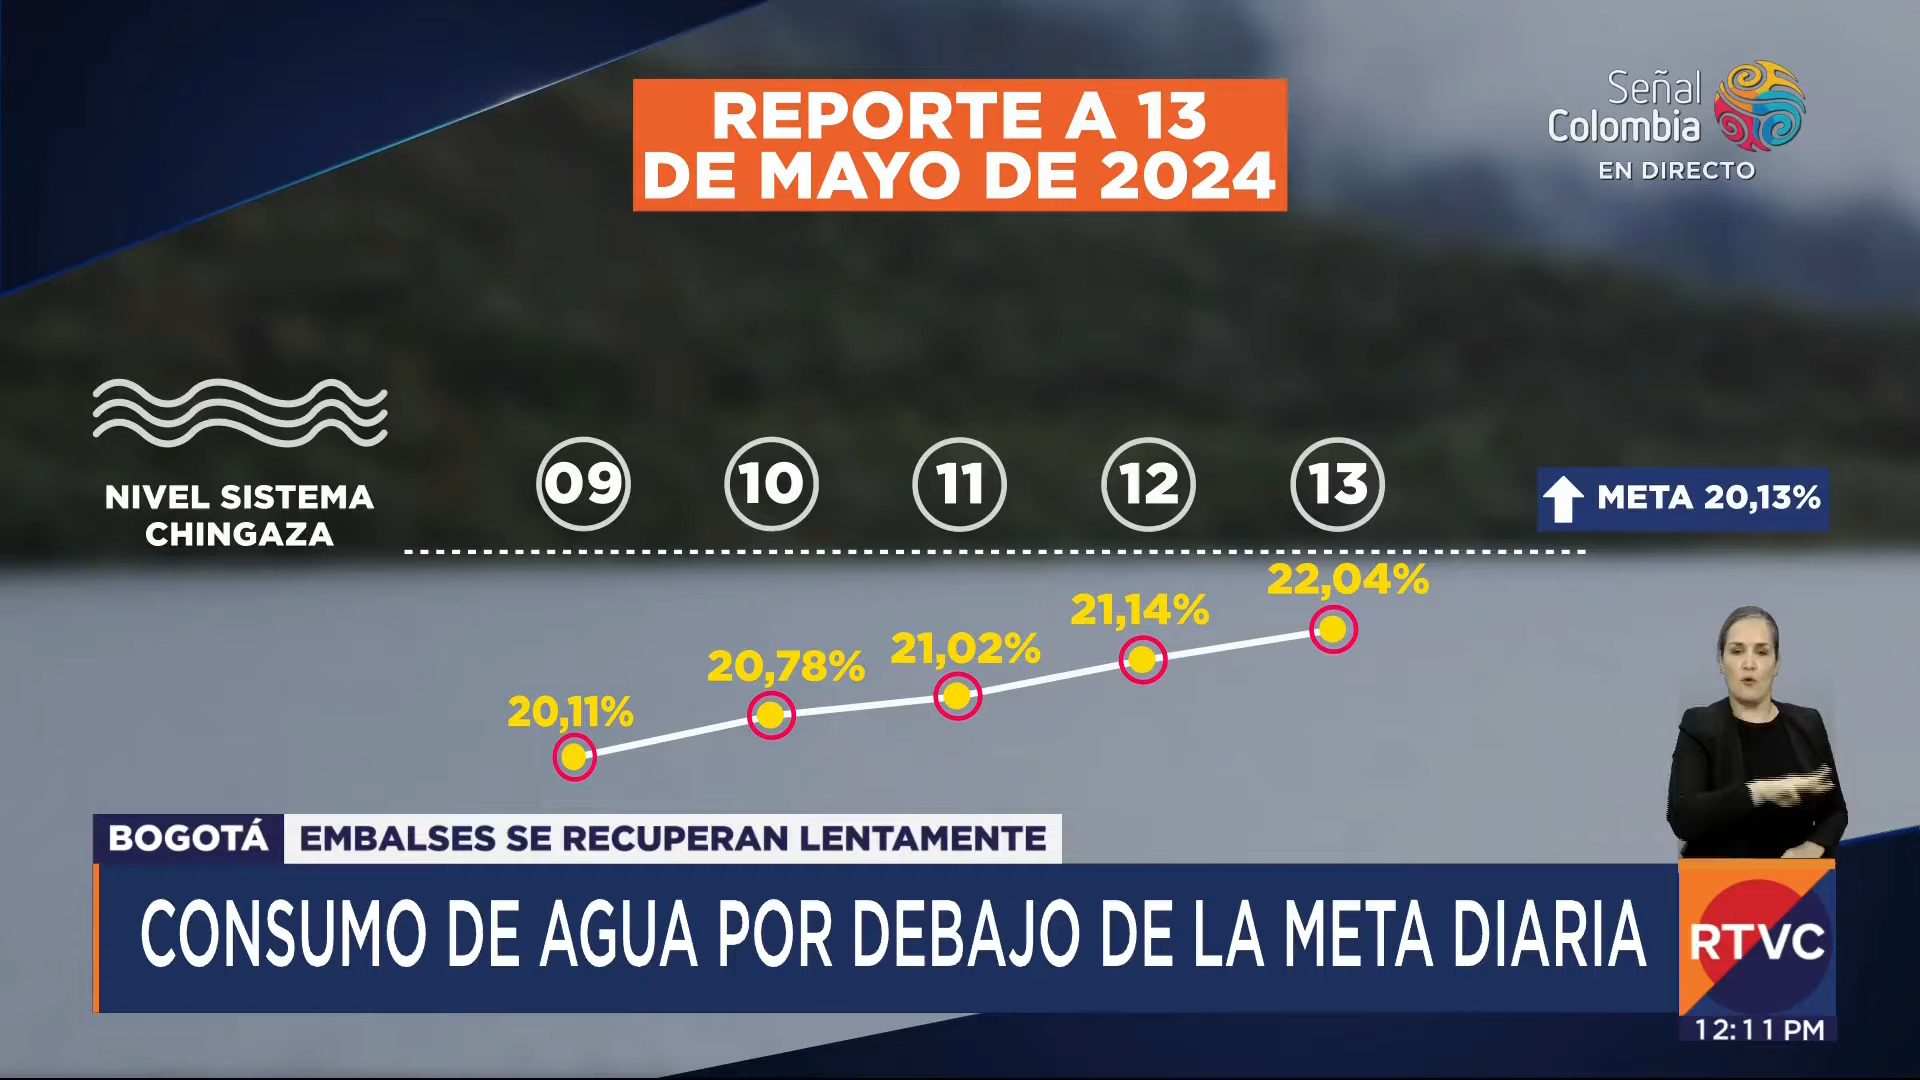 REPORTE A 13
DE MAYO DE 2024
Señal
Colombia
EN DIRECTO
NIVEL SISTEMA
CHINGAZA
09
10
11
12
13
META 20,13%
20,11%
20,78%
21,02%
21,14%
22,04%
BOGOTÁ
EMBALSES SE RECUPERAN LENTAMENTE
CONSUMO DE AGUA POR DEBAJO DE LA META DIARIA
RTVC
12:11 PM